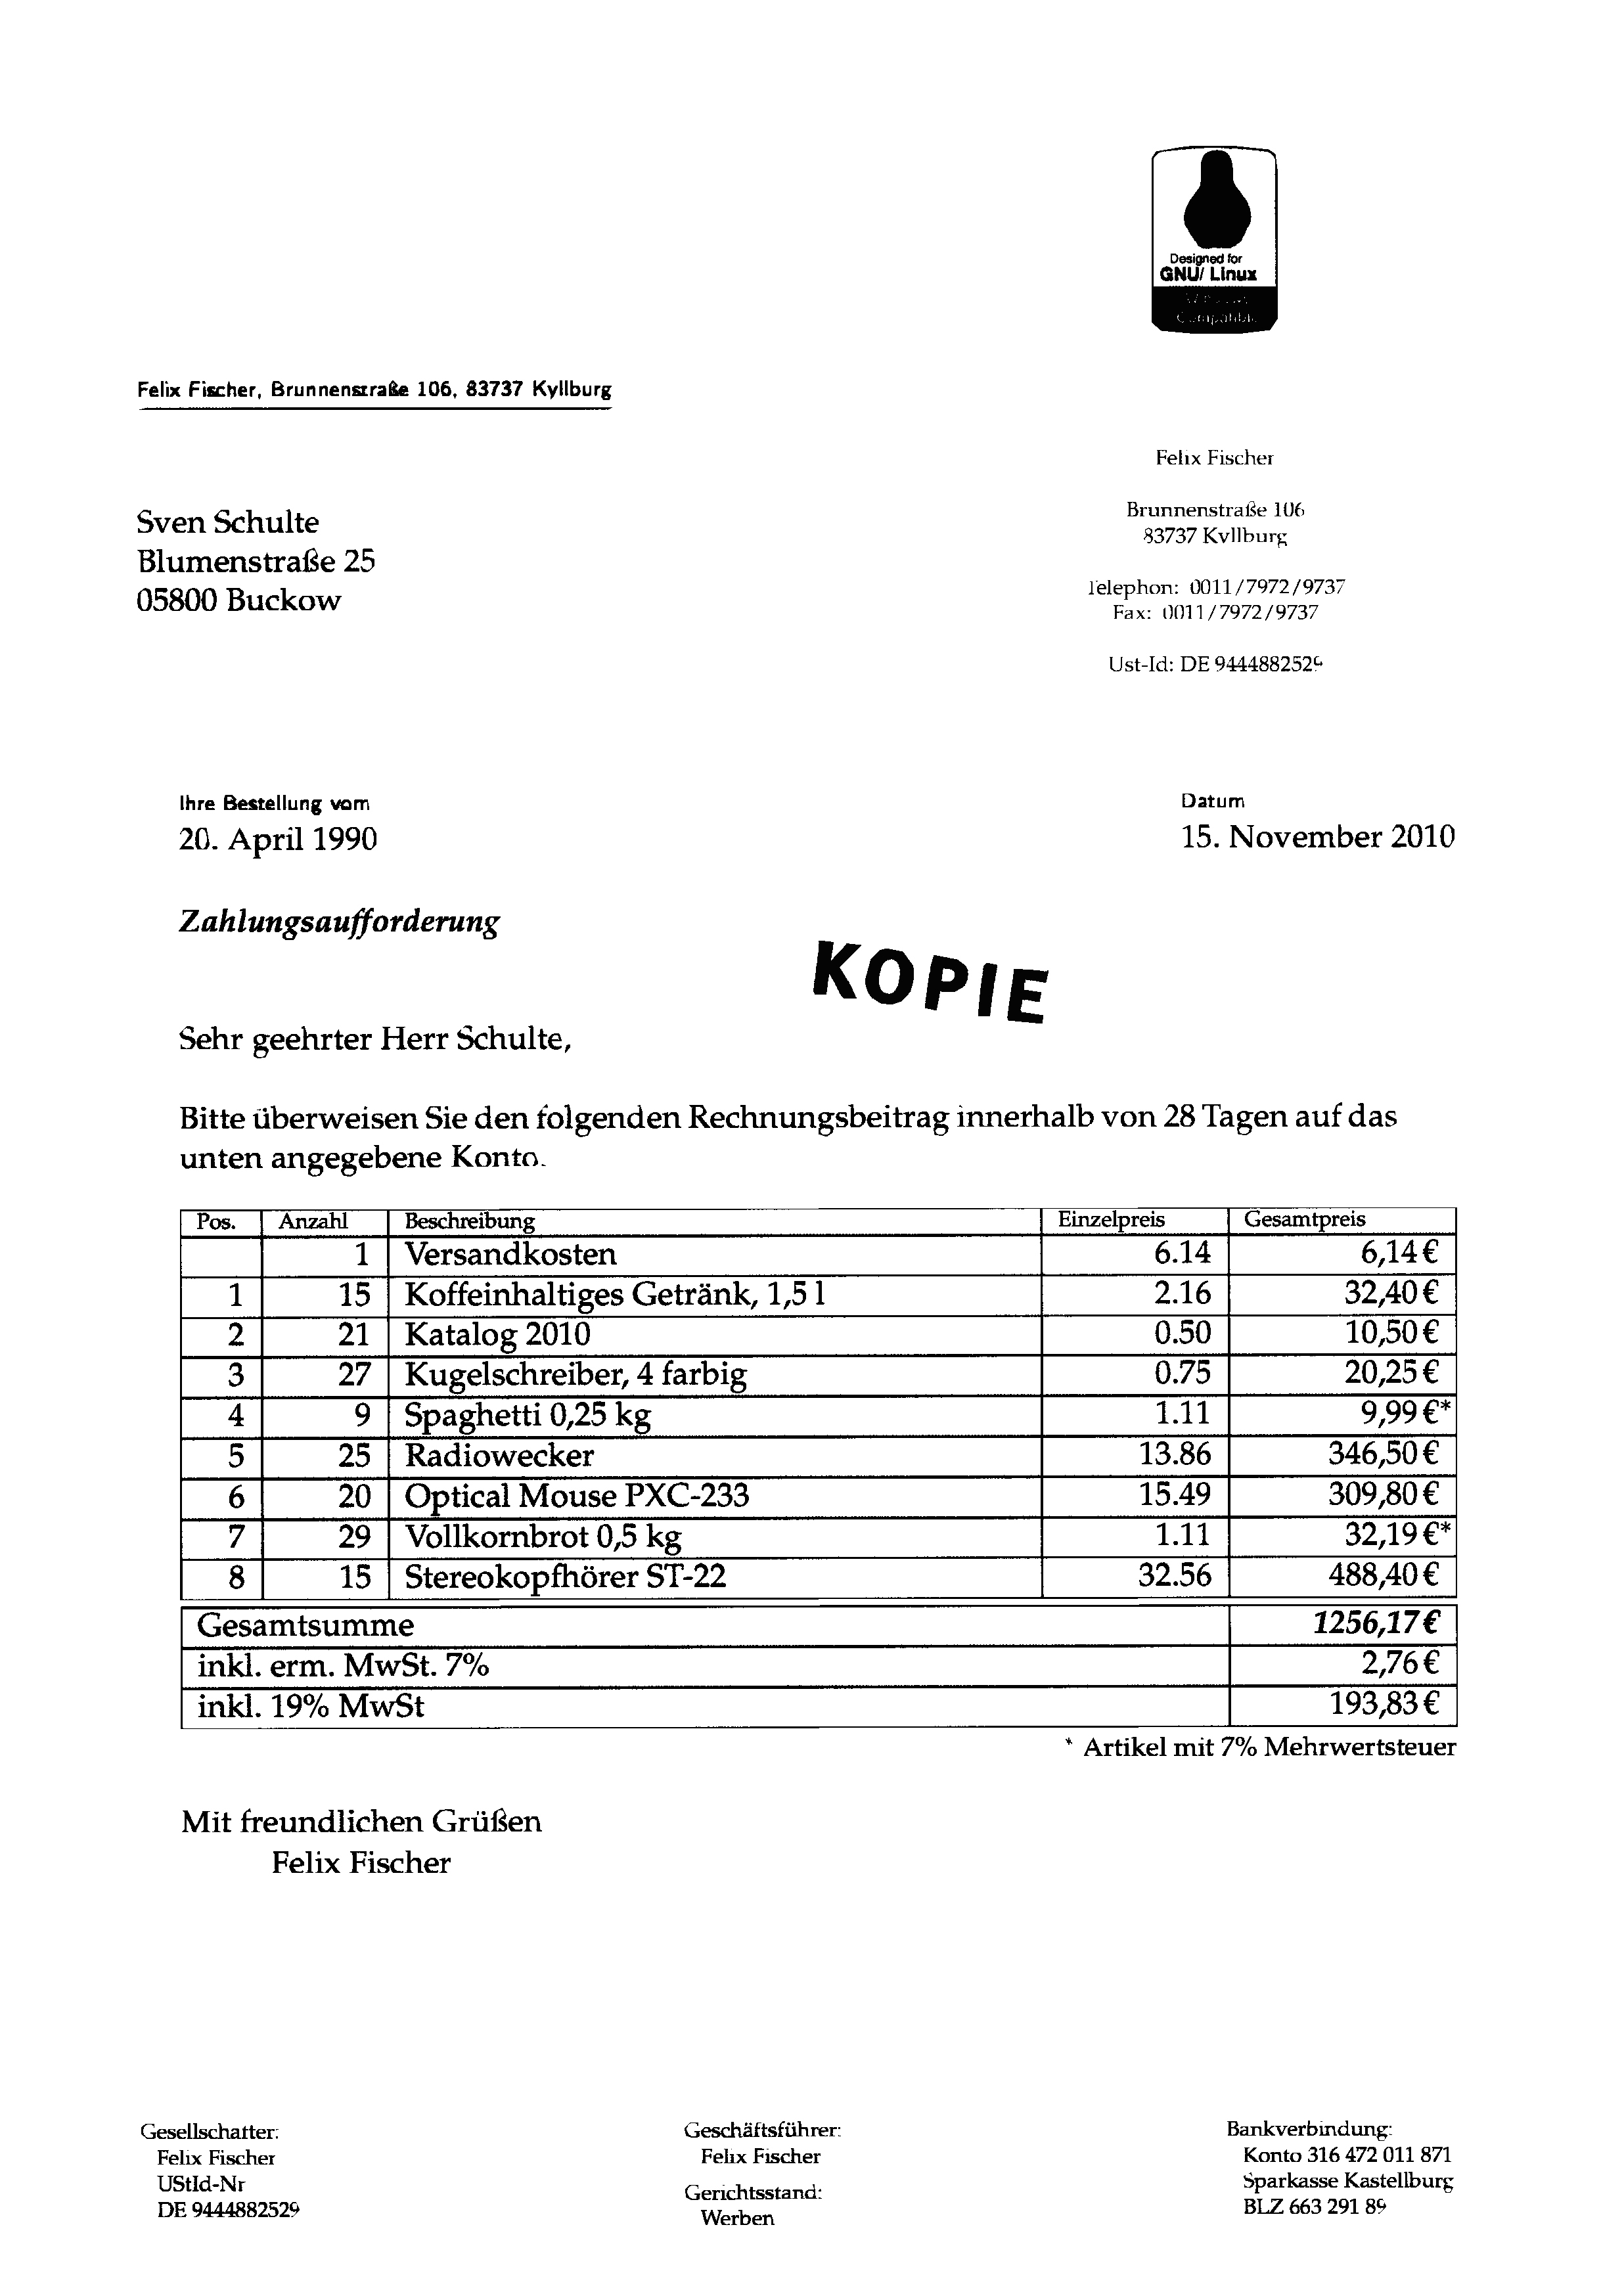 Designed for
GNU/ Linux
Compatible
Felix Fischer, Brunnenstraße 106, 83737 Kyllburg
Felix Fischer
Brunnenstraße 106
83737 Kyllburg
Telephon: 0011/7972/9737
Fax: 0011/7972/9737
Ust-Id: DE 9444882529
Sven Schulte
Blumenstraße 25
05800 Buckow
Ihre Bestellung vom
20. April 1990
Datum
15. November 2010
Zahlungsaufforderung
KOPIE
Sehr geehrter Herr Schulte,
Bitte überweisen Sie den folgenden Rechnungsbeitrag innerhalb von 28 Tagen auf das
unten angegebene Konto.
Pos. Anzahl Beschreibung Einzelpreis Gesamtpreis
1 Versandkosten 6.14 6,14 €
1 15 Koffeinhaltiges Getränk, 1,5 l 2.16 32,40 €
2 21 Katalog 2010 0.50 10,50 €
3 27 Kugelschreiber, 4 farbig 0.75 20,25 €
4 9 Spaghetti 0,25 kg 1.11 9,99 €*
5 25 Radiowecker 13.86 346,50 €
6 20 Optical Mouse PXC-233 15.49 309,80 €
7 29 Vollkornbrot 0,5 kg 1.11 32,19 €*
8 15 Stereokopfhörer ST-22 32.56 488,40 €
Gesamtsumme 1256,17 €
inkl. erm. MwSt. 7% 2,76 €
inkl. 19% MwSt 193,83 €
* Artikel mit 7% Mehrwertsteuer
Mit freundlichen Grüßen
Felix Fischer
Gesellschafter:
Felix Fischer
UStId-Nr
DE 9444882529
Geschäftsführer:
Felix Fischer
Gerichtsstand:
Werben
Bankverbindung:
Konto 316 472 011 871
Sparkasse Kastellburg
BLZ 663 291 89